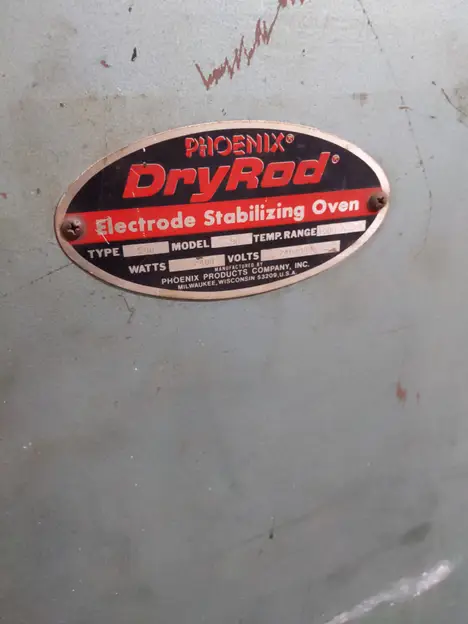 PHOENIX®
DryRod®
Electrode Stabilizing Oven
TYPE MODEL TEMP. RANGE
WATTS VOLTS
MANUFACTURED BY
PHOENIX PRODUCTS COMPANY, INC.
MILWAUKEE, WISCONSIN 53209, U.S.A.